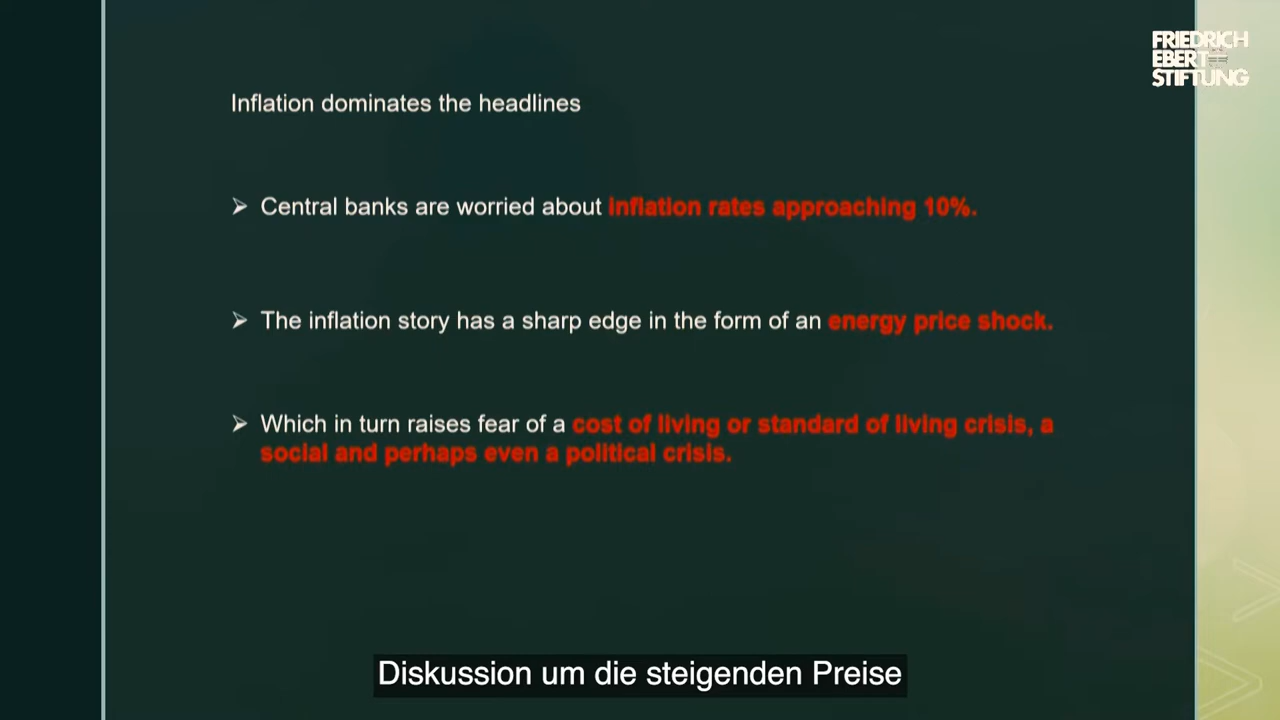 FRIEDRICH
EBERT
STIFTUNG
Inflation dominates the headlines
➢ Central banks are worried about inflation rates approaching 10%.
➢ The inflation story has a sharp edge in the form of an energy price shock.
➢ Which in turn raises fear of a cost of living or standard of living crisis, a
social and perhaps even a political crisis.
Diskussion um die steigenden Preise